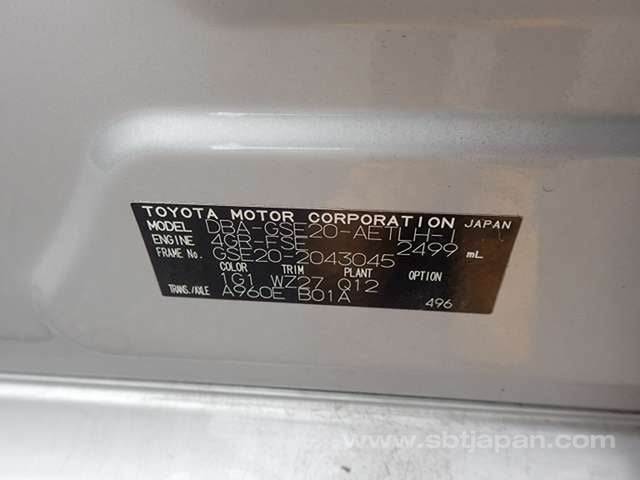 TOYOTA MOTOR CORPORATION JAPAN
MODEL DBA-GSE20-AETLH-
ENGINE 4GR-FSE 2499 mL
FRAME No. GSE20-2043045
COLOR TRIM PLANT OPTION
1G1 WZ27 Q12
TRANS./AXLE A960E B01A 496
www.sbtjapan.com